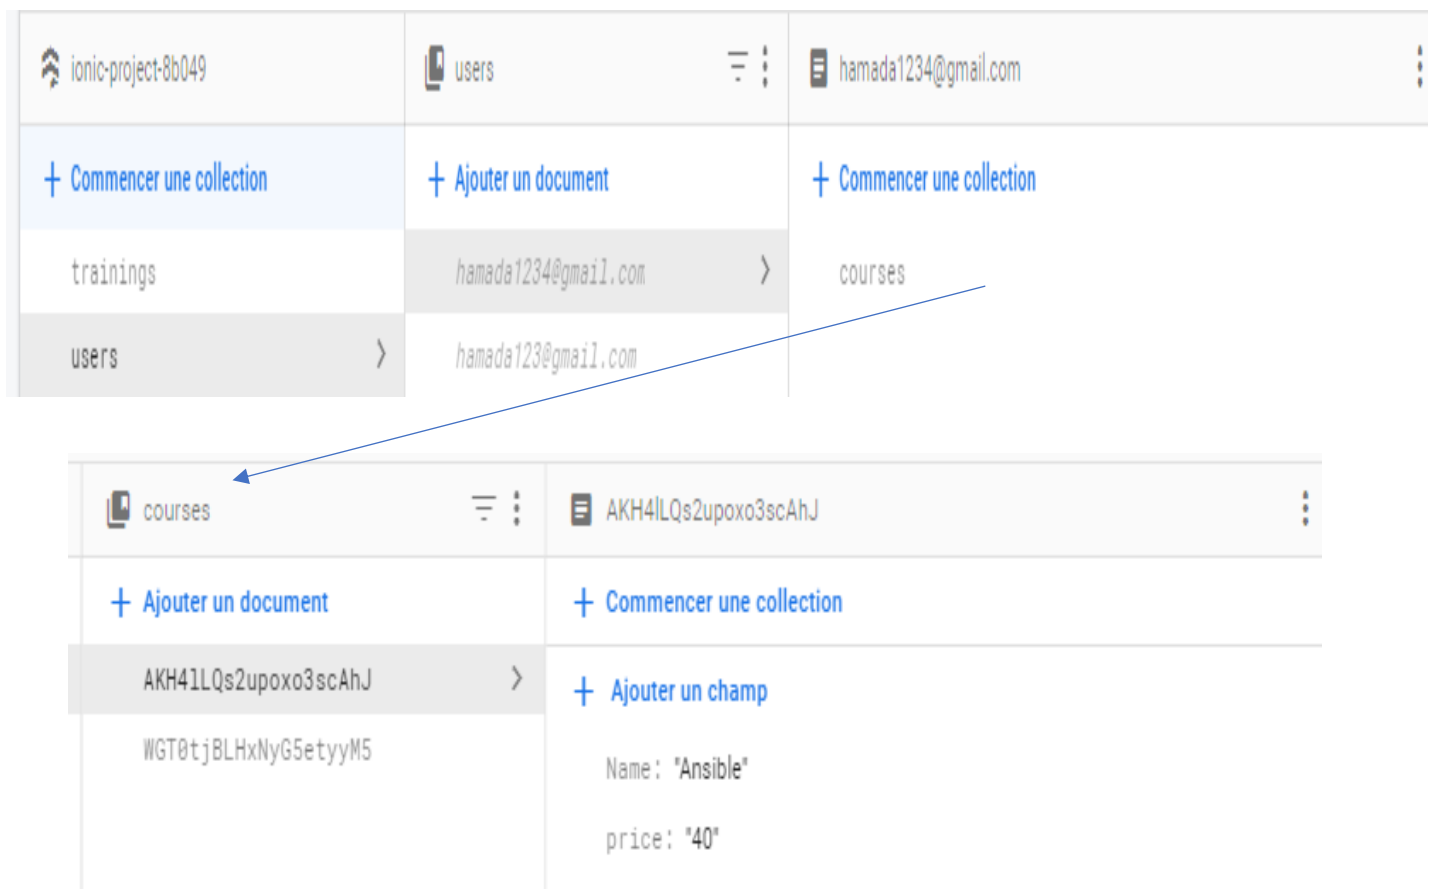 ionic-project-8b049
users
hamada1234@gmail.com
+ Commencer une collection
+ Ajouter un document
+ Commencer une collection
trainings
hamada1234@gmail.com
courses
users
hamada123@gmail.com
courses
AKH4lLQs2upoxo3scAhJ
+ Ajouter un document
+ Commencer une collection
AKH4lLQs2upoxo3scAhJ
+ Ajouter un champ
WGT0tjBLHxNyG5etyyM5
Name: "Ansible"
price: "40"